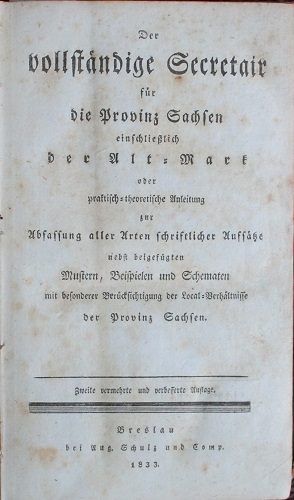 Der
vollständige Secretair
für
die Provinz Sachsen
einschließlich
der Alt-Mark
oder
praktisch-theoretische Anleitung
zur
Abfassung aller Arten schriftlicher Aufsätze
nebst beigefügten
Mustern, Beispielen und Schematen
mit besonderer Berücksichtigung der Local-Verhältnisse
der Provinz Sachsen.
Zweite vermehrte und verbesserte Auflage.
Breslau
bei Aug. Schulz und Comp.
1833.